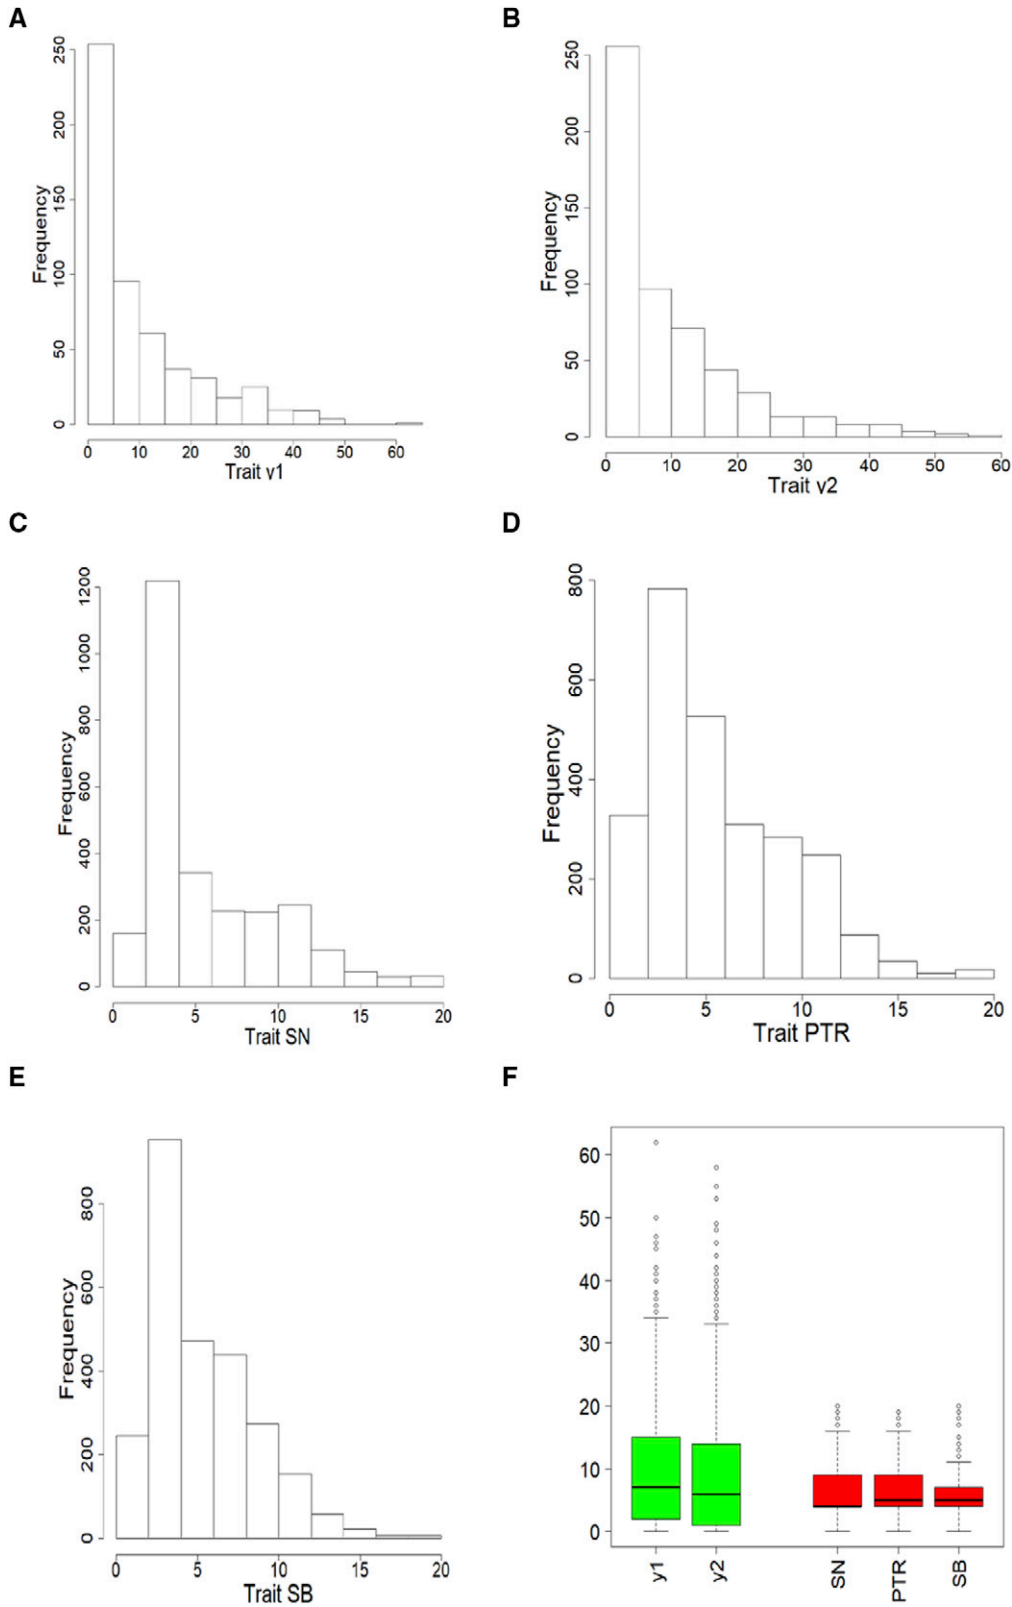 A
Frequency
0 50 100 150 200 250
0 10 20 30 40 50 60
Trait y1
B
Frequency
0 50 100 150 200 250
0 10 20 30 40 50 60
Trait y2
C
Frequency
0 200 400 600 800 1000 1200
0 5 10 15 20
Trait SN
D
Frequency
0 200 400 600 800
0 5 10 15 20
Trait PTR
E
Frequency
0 200 400 600 800
0 5 10 15 20
Trait SB
F
60
50
40
30
20
10
0
y1 y2 SN PTR SB